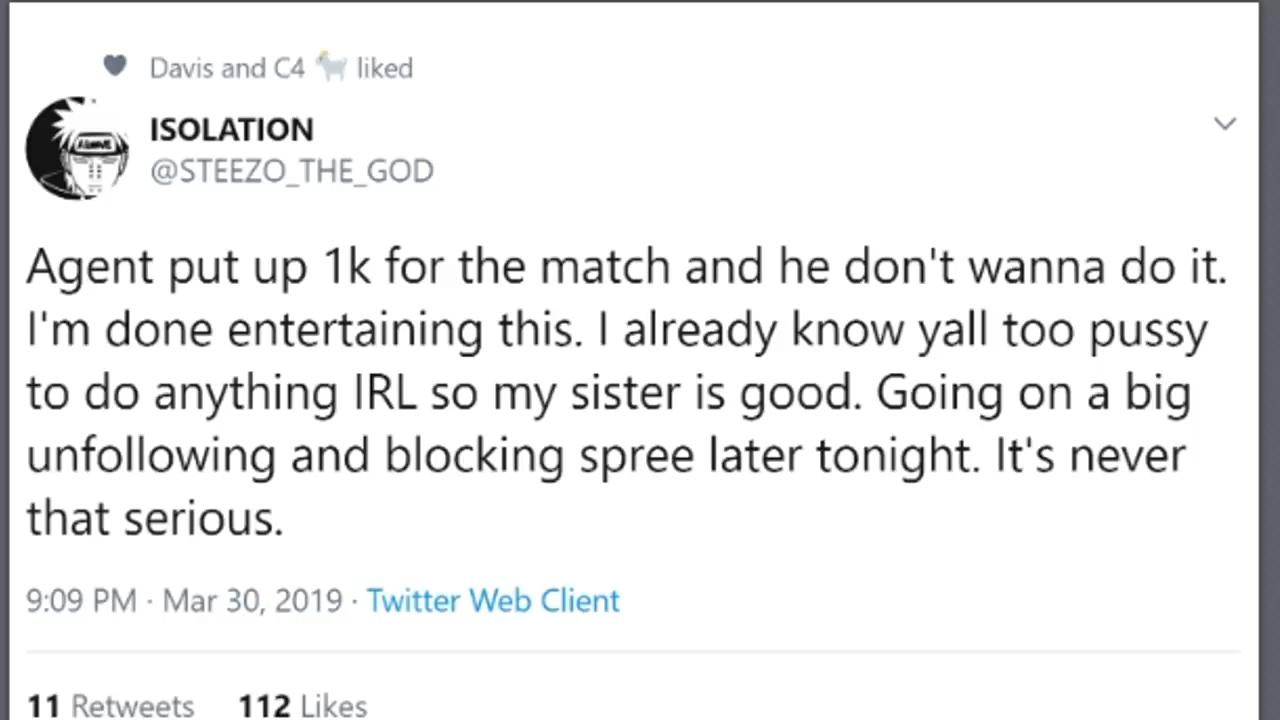 Davis and C4 🐐 liked
ISOLATION
@STEEZO_THE_GOD
Agent put up 1k for the match and he don't wanna do it.
I'm done entertaining this. I already know yall too pussy
to do anything IRL so my sister is good. Going on a big
unfollowing and blocking spree later tonight. It's never
that serious.
9:09 PM · Mar 30, 2019 · Twitter Web Client
11 Retweets 112 Likes